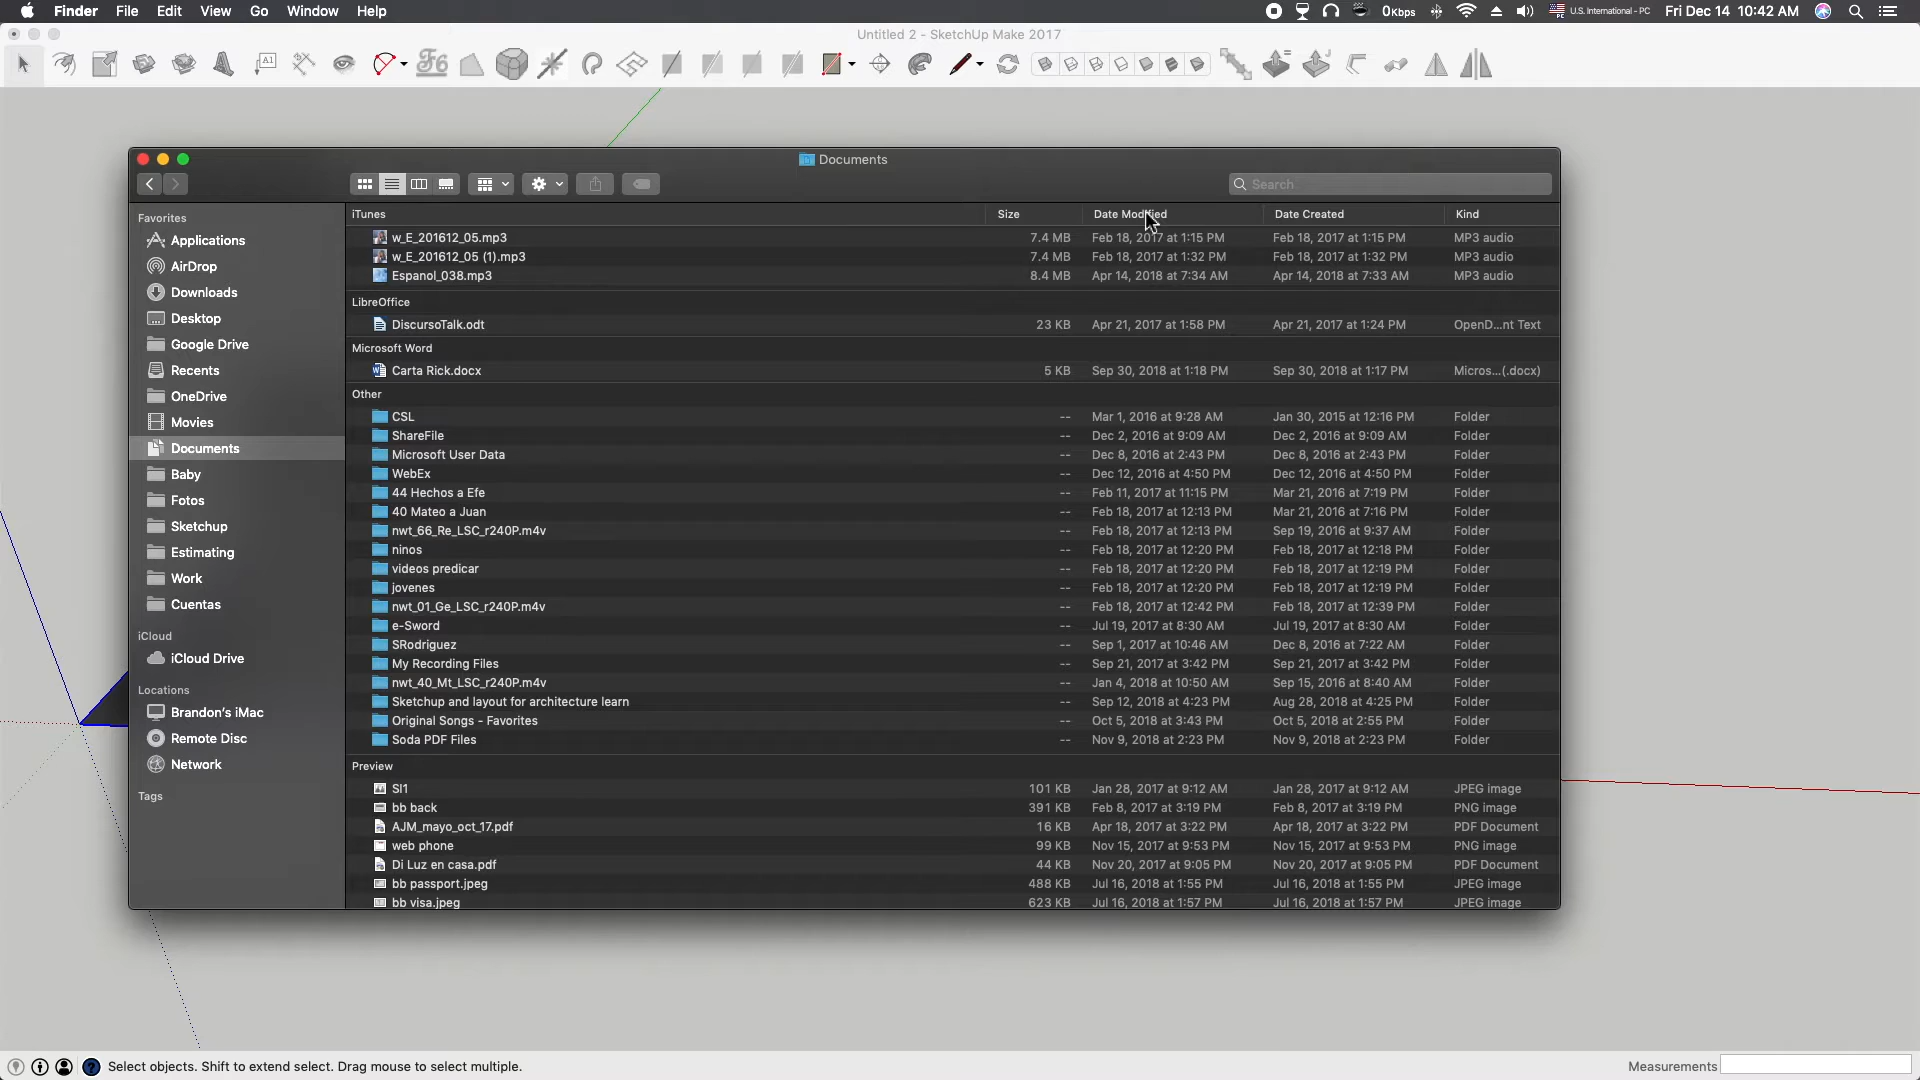 Finder File Edit View Go Window Help 0Kbps U.S. International - PC Fri Dec 14 10:42 AM
Untitled 2 - SketchUp Make 2017
A1
Documents
Search
Favorites
Applications
AirDrop
Downloads
Desktop
Google Drive
Recents
OneDrive
Movies
Documents
Baby
Fotos
Sketchup
Estimating
Work
Cuentas
iCloud
iCloud Drive
Locations
Brandon's iMac
Remote Disc
Network
Tags
iTunes Size Date Modified Date Created Kind
w_E_201612_05.mp3 7.4 MB Feb 18, 2017 at 1:15 PM Feb 18, 2017 at 1:15 PM MP3 audio
w_E_201612_05 (1).mp3 7.4 MB Feb 18, 2017 at 1:32 PM Feb 18, 2017 at 1:32 PM MP3 audio
Espanol_038.mp3 8.4 MB Apr 14, 2018 at 7:34 AM Apr 14, 2018 at 7:33 AM MP3 audio
LibreOffice
DiscursoTalk.odt 23 KB Apr 21, 2017 at 1:58 PM Apr 21, 2017 at 1:24 PM OpenD...nt Text
Microsoft Word
Carta Rick.docx 5 KB Sep 30, 2018 at 1:18 PM Sep 30, 2018 at 1:17 PM Micros...(.docx)
Other
CSL -- Mar 1, 2016 at 9:28 AM Jan 30, 2015 at 12:16 PM Folder
ShareFile -- Dec 2, 2016 at 9:09 AM Dec 2, 2016 at 9:09 AM Folder
Microsoft User Data -- Dec 8, 2016 at 2:43 PM Dec 8, 2016 at 2:43 PM Folder
WebEx -- Dec 12, 2016 at 4:50 PM Dec 12, 2016 at 4:50 PM Folder
44 Hechos a Efe -- Feb 11, 2017 at 11:15 PM Mar 21, 2016 at 7:19 PM Folder
40 Mateo a Juan -- Feb 18, 2017 at 12:13 PM Mar 21, 2016 at 7:16 PM Folder
nwt_66_Re_LSC_r240P.m4v -- Feb 18, 2017 at 12:13 PM Sep 19, 2016 at 9:37 AM Folder
ninos -- Feb 18, 2017 at 12:20 PM Feb 18, 2017 at 12:18 PM Folder
videos predicar -- Feb 18, 2017 at 12:20 PM Feb 18, 2017 at 12:19 PM Folder
jovenes -- Feb 18, 2017 at 12:20 PM Feb 18, 2017 at 12:19 PM Folder
nwt_01_Ge_LSC_r240P.m4v -- Feb 18, 2017 at 12:42 PM Feb 18, 2017 at 12:39 PM Folder
e-Sword -- Jul 19, 2017 at 8:30 AM Jul 19, 2017 at 8:30 AM Folder
SRodriguez -- Sep 1, 2017 at 10:46 AM Dec 8, 2016 at 7:22 AM Folder
My Recording Files -- Sep 21, 2017 at 3:42 PM Sep 21, 2017 at 3:42 PM Folder
nwt_40_Mt_LSC_r240P.m4v -- Jan 4, 2018 at 10:50 AM Sep 15, 2016 at 8:40 AM Folder
Sketchup and layout for architecture learn -- Sep 12, 2018 at 4:23 PM Aug 28, 2018 at 4:25 PM Folder
Original Songs - Favorites -- Oct 5, 2018 at 3:43 PM Oct 5, 2018 at 2:55 PM Folder
Soda PDF Files -- Nov 9, 2018 at 2:23 PM Nov 9, 2018 at 2:23 PM Folder
Preview
SI1 101 KB Jan 28, 2017 at 9:12 AM Jan 28, 2017 at 9:12 AM JPEG image
bb back 391 KB Feb 8, 2017 at 3:19 PM Feb 8, 2017 at 3:19 PM PNG image
AJM_mayo_oct_17.pdf 16 KB Apr 18, 2017 at 3:22 PM Apr 18, 2017 at 3:22 PM PDF Document
web phone 99 KB Nov 15, 2017 at 9:53 PM Nov 15, 2017 at 9:53 PM PNG image
Di Luz en casa.pdf 44 KB Nov 20, 2017 at 9:05 PM Nov 20, 2017 at 9:05 PM PDF Document
bb passport.jpeg 488 KB Jul 16, 2018 at 1:55 PM Jul 16, 2018 at 1:55 PM JPEG image
bb visa.jpeg 623 KB Jul 16, 2018 at 1:57 PM Jul 16, 2018 at 1:57 PM JPEG image
Select objects. Shift to extend select. Drag mouse to select multiple. Measurements